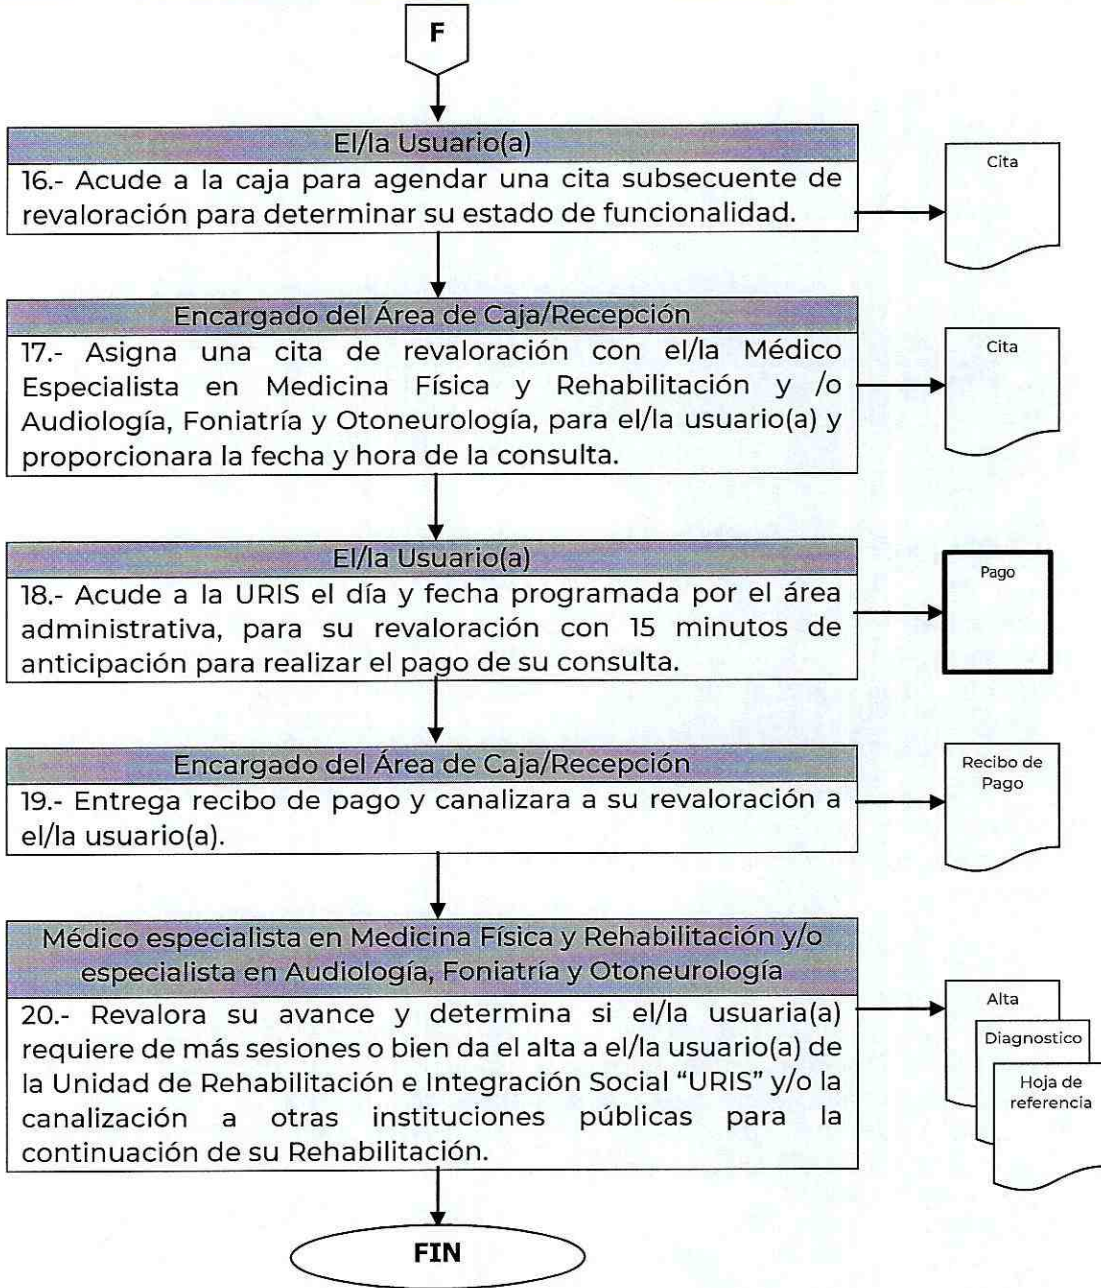 F
El/la Usuario(a)
16.- Acude a la caja para agendar una cita subsecuente de
revaloración para determinar su estado de funcionalidad.
Cita
Encargado del Área de Caja/Recepción
17.- Asigna una cita de revaloración con el/la Médico
Especialista en Medicina Física y Rehabilitación y /o
Audiología, Foniatría y Otoneurología, para el/la usuario(a) y
proporcionara la fecha y hora de la consulta.
Cita
El/la Usuario(a)
18.- Acude a la URIS el día y fecha programada por el área
administrativa, para su revaloración con 15 minutos de
anticipación para realizar el pago de su consulta.
Pago
Encargado del Área de Caja/Recepción
19.- Entrega recibo de pago y canalizara a su revaloración a
el/la usuario(a).
Recibo de
Pago
Médico especialista en Medicina Física y Rehabilitación y/o
especialista en Audiología, Foniatría y Otoneurología
20.- Revalora su avance y determina si el/la usuaria(a)
requiere de más sesiones o bien da el alta a el/la usuario(a) de
la Unidad de Rehabilitación e Integración Social “URIS” y/o la
canalización a otras instituciones públicas para la
continuación de su Rehabilitación.
Alta
Diagnostico
Hoja de
referencia
FIN